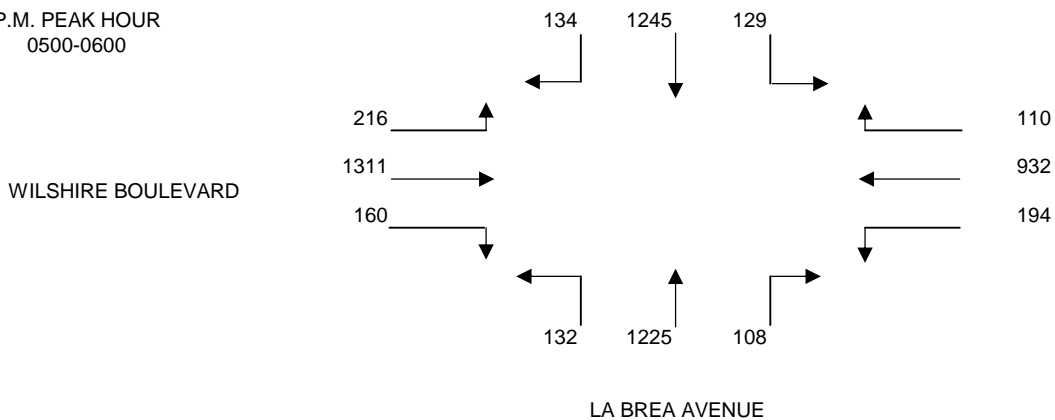 P.M. PEAK HOUR
0500-0600
134 1245 129
216 110
1311 932
WILSHIRE BOULEVARD
160 194
132 1225 108
LA BREA AVENUE